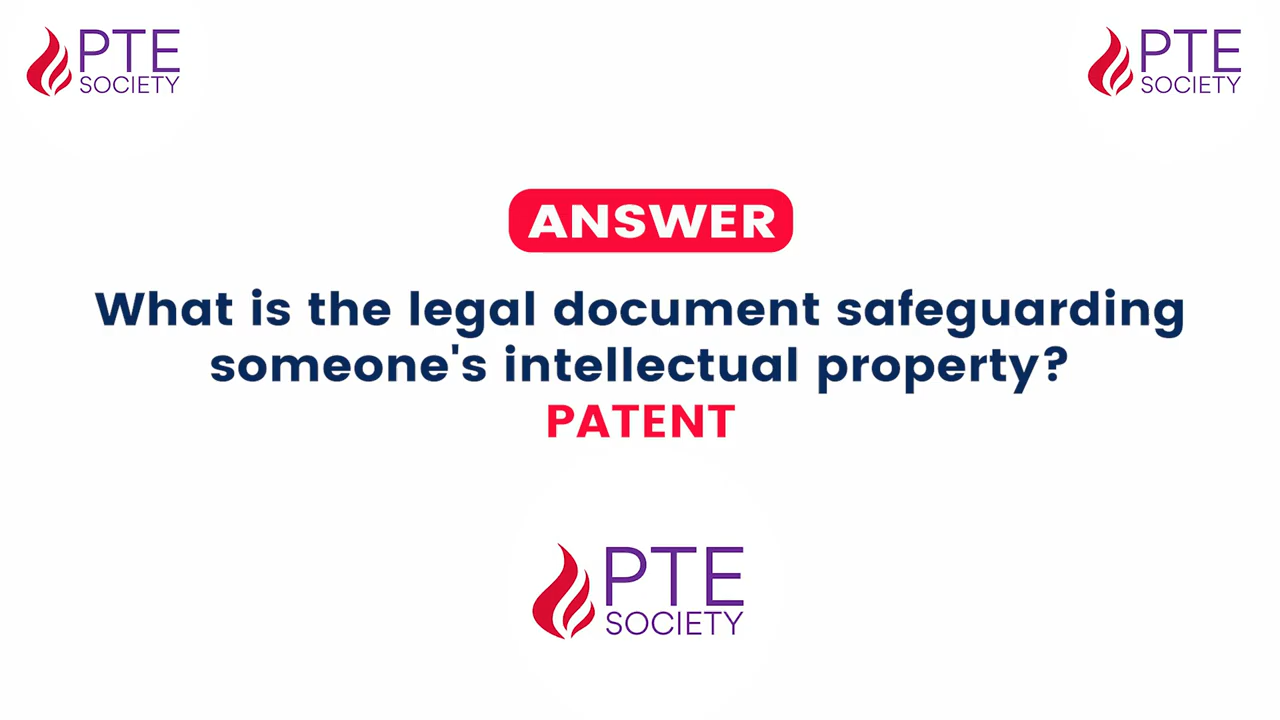 PTE
SOCIETY
PTE
SOCIETY
ANSWER
What is the legal document safeguarding
someone's intellectual property?
PATENT
PTE
SOCIETY